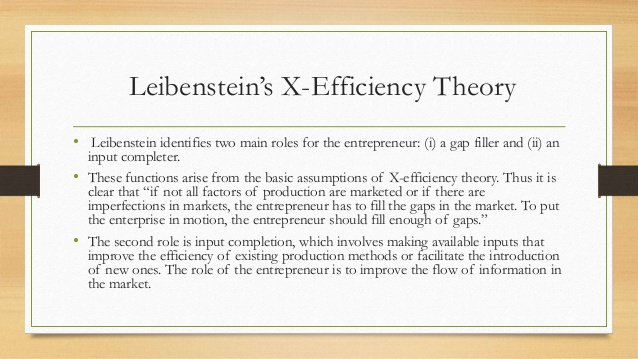 Leibenstein’s X-Efficiency Theory
• Leibenstein identifies two main roles for the entrepreneur: (i) a gap filler and (ii) an
input completer.
• These functions arise from the basic assumptions of X-efficiency theory. Thus it is
clear that “if not all factors of production are marketed or if there are
imperfections in markets, the entrepreneur has to fill the gaps in the market. To put
the enterprise in motion, the entrepreneur should fill enough of gaps.”
• The second role is input completion, which involves making available inputs that
improve the efficiency of existing production methods or facilitate the introduction
of new ones. The role of the entrepreneur is to improve the flow of information in
the market.